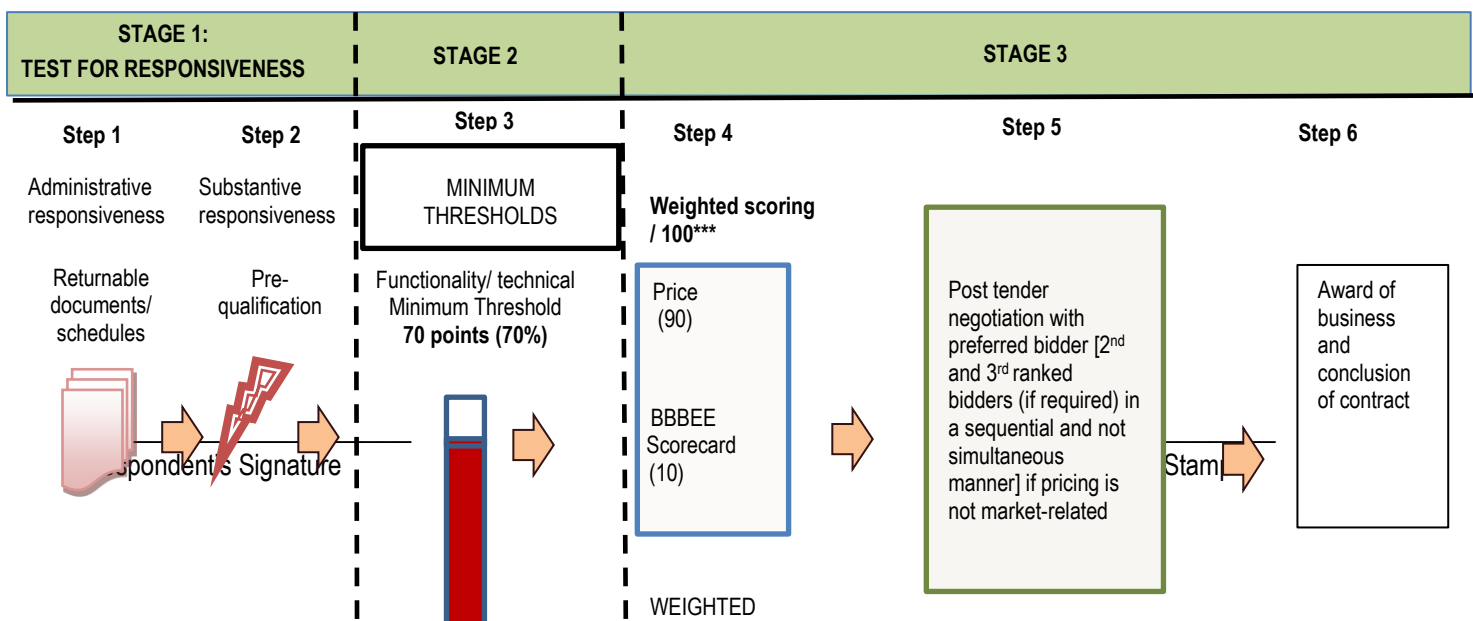 STAGE 1:
TEST FOR RESPONSIVENESS
STAGE 2
STAGE 3
Step 1
Step 2
Step 3
Step 4
Step 5
Step 6
Administrative
responsiveness
Substantive
responsiveness
MINIMUM
THRESHOLDS
Weighted scoring
/ 100***
Returnable
documents/
schedules
Pre-
qualification
Functionality/ technical
Minimum Threshold
70 points (70%)
Price
(90)
BBBEE
Scorecard
(10)
Post tender
negotiation with
preferred bidder [2nd
and 3rd ranked
bidders (if required) in
a sequential and not
simultaneous
manner] if pricing is
not market-related
Award of
business
and
conclusion
of contract
Signature
WEIGHTED